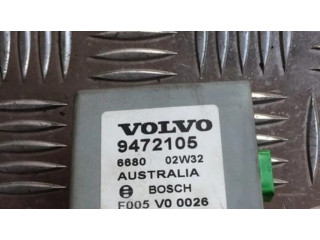 VOLVO
9472105
6680 02W32
AUSTRALIA
BOSCH
F005 V0 0026